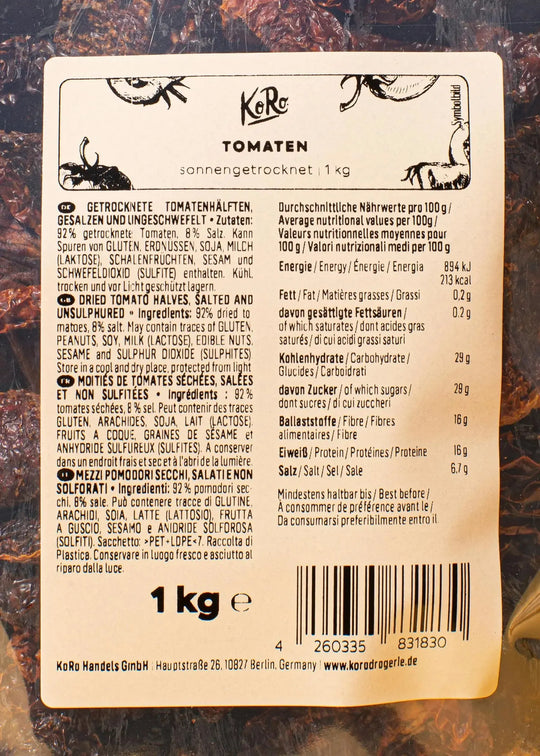 KoRo
Symbolbild
TOMATEN
sonnengetrocknet | 1 kg
DE GETROCKNETE TOMATENHÄLFTEN,
GESALZEN UND UNGESCHWEFELT • Zutaten:
92% getrocknete Tomaten, 8% Salz. Kann
Spuren von GLUTEN, ERDNÜSSEN, SOJA, MILCH
(LAKTOSE), SCHALENFRÜCHTEN, SESAM und
SCHWEFELDIOXID (SULFITE) enthalten. Kühl,
trocken und vor Licht geschützt lagern.
GB DRIED TOMATO HALVES, SALTED AND
UNSULPHURED • Ingredients: 92% dried to
matoes, 8% salt. May contain traces of GLUTEN,
PEANUTS, SOY, MILK (LACTOSE), EDIBLE NUTS,
SESAME and SULPHUR DIOXIDE (SULPHITES)
Store in a cool and dry place, protected from light
FR MOITIÉS DE TOMATES SÉCHÉES, SALÉES
ET NON SULFITÉES • Ingrédients : 92%
tomates séchées, 8 % sel. Peut contenir des traces
GLUTEN, ARACHIDES, SOJA, LAIT (LACTOSE),
FRUITS A COQUE, GRAINES DE SÉSAME et
ANHYDRIDE SULFUREUX (SULFITES). A conserver
dans un endroit frais et sec et à l'abri de la lumière.
IT MEZZI POMODORI SECCHI, SALATI E NON
SOLFORATI • Ingredienti: 92% pomodori sec-
chi, 8% sale. Può contenere tracce di GLUTINE,
ARACHIDI, SOIA, LATTE (LATTOSIO), FRUTTA
A GUSCIO, SESAMO e ANIDRIDE SOLFOROSA
(SOLFITI). Sacchetto: >PET-LDPE<7. Raccolta di
Plastica. Conservare in luogo fresco e asciutto al
riparo dalla luce.
1 kg ℮
Durchschnittliche Nährwerte pro 100 g /
Average nutritional values per 100g /
Valeurs nutritionnelles moyennes pour
100 g / Valori nutrizionali medi per 100 g
Energie / Energy / Énergie / Energia 894 kJ
213 kcal
Fett / Fat / Matières grasses / Grassi 0,2 g
davon gesättigte Fettsäuren / 0,2 g
of which saturates / dont acides gras
saturés / di cui acidi grassi saturi
Kohlenhydrate / Carbohydrate / 29 g
Glucides / Carboidrati
davon Zucker / of which sugars / 29 g
dont sucres / di cui zuccheri
Ballaststoffe / Fibre / Fibres 16 g
alimentaires / Fibre
Eiweiß / Protein / Protéines / Proteine 16 g
Salz / Salt / Sel / Sale 6,7 g
Mindestens haltbar bis / Best before /
À consommer de préférence avant le /
Da consumarsi preferibilmente entro il
4 260335 831830
KoRo Handels GmbH | Hauptstraße 26, 10827 Berlin, Germany | www.korodrogerie.de